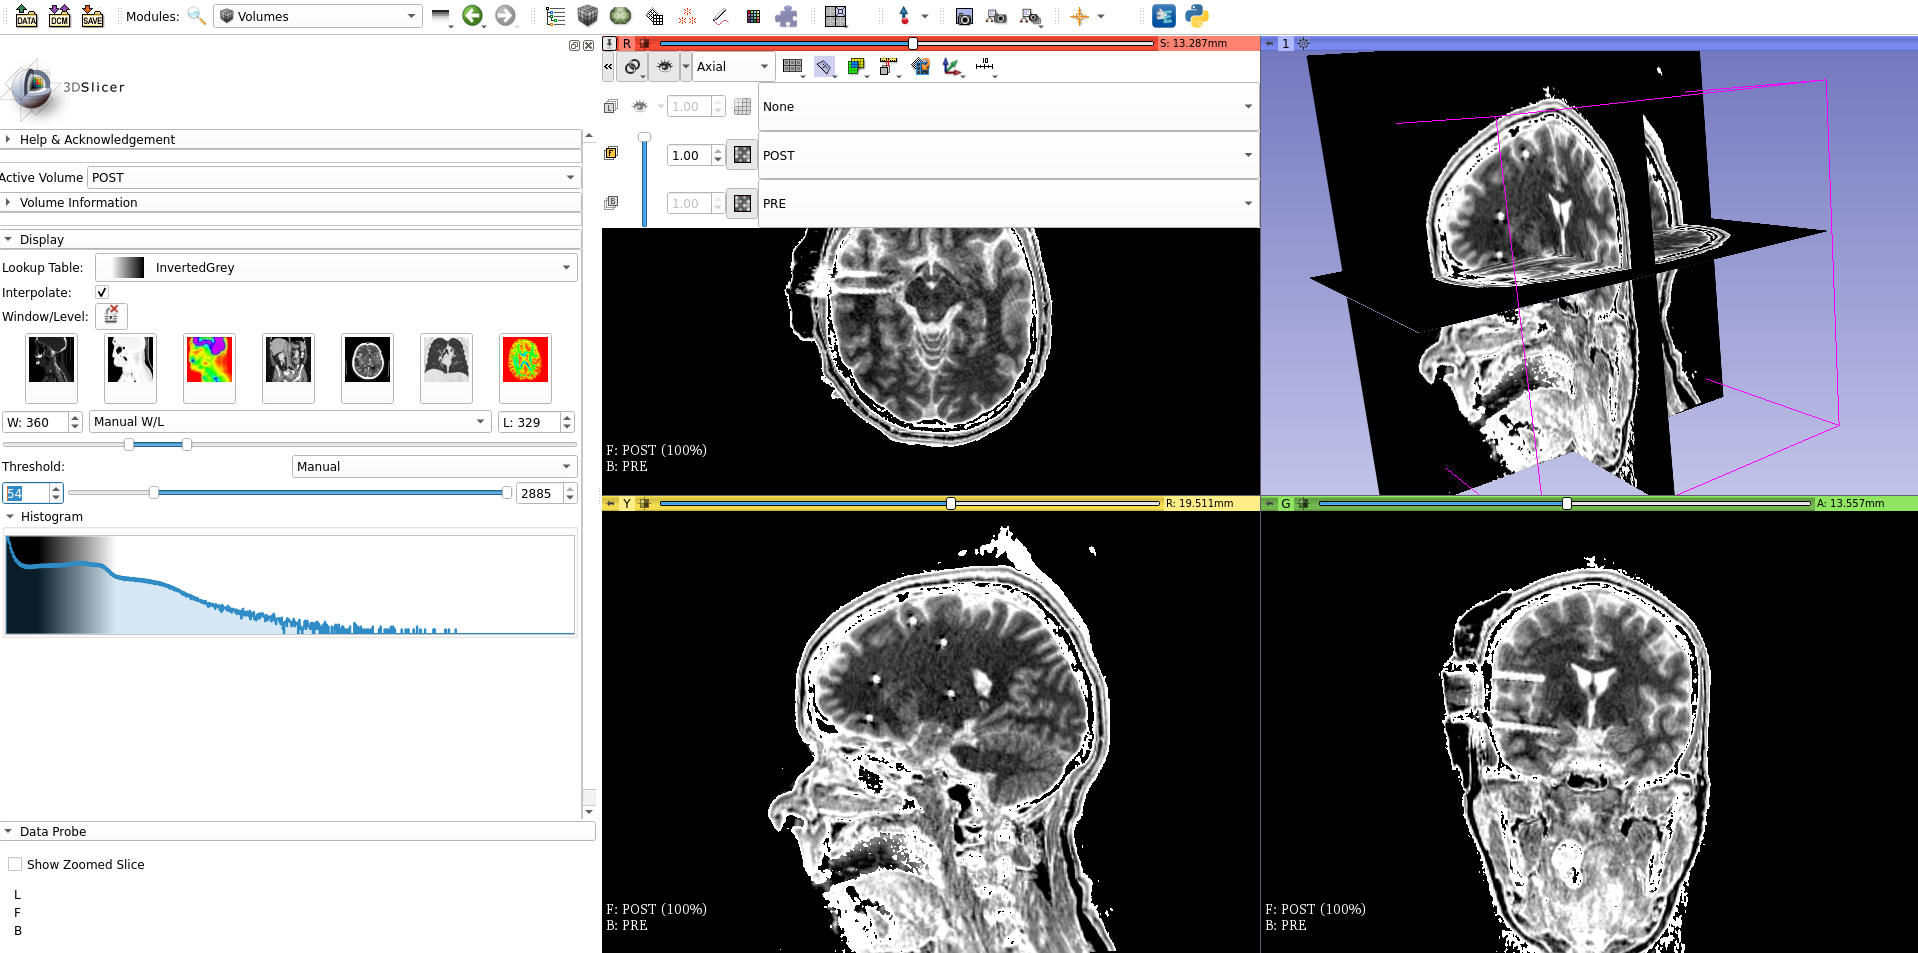 DATA DCM SAVE Modules: Volumes
3DSlicer
Help & Acknowledgement
Active Volume POST
Volume Information
Display
Lookup Table: InvertedGrey
Interpolate:
Window/Level:
W: 360 Manual W/L L: 329
Threshold: Manual
54 2885
Histogram
Data Probe
Show Zoomed Slice
L
F
B
R S: 13.287mm
« Axial
1.00 None
F 1.00 POST
B 1.00 PRE
F: POST (100%)
B: PRE
1
Y R: 19.511mm
F: POST (100%)
B: PRE
G A: 13.557mm
F: POST (100%)
B: PRE